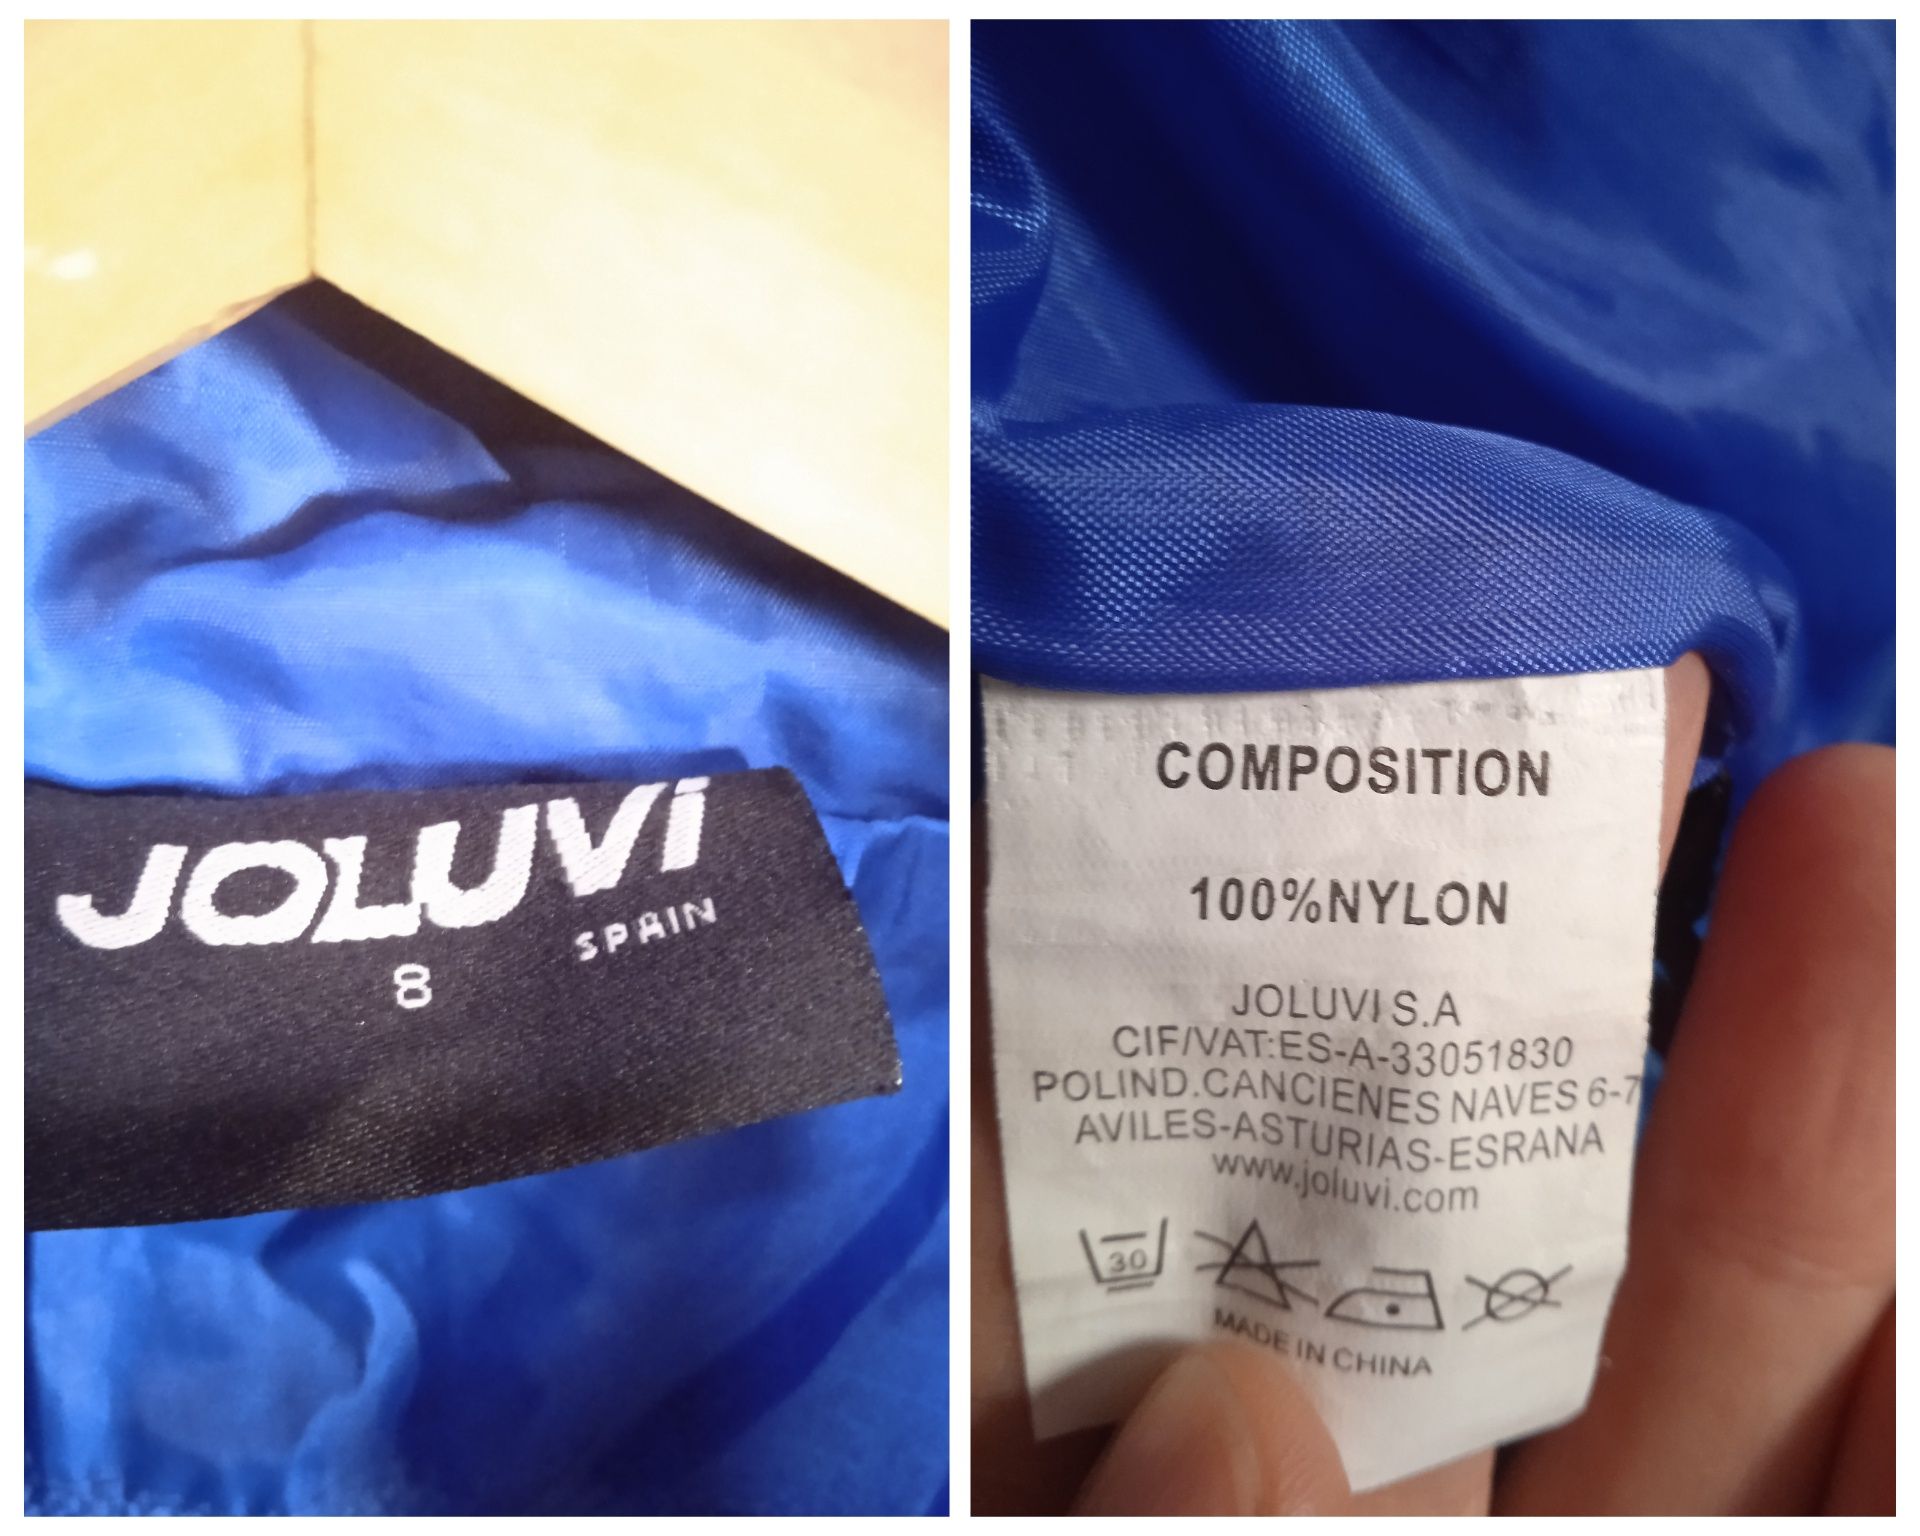 JOLUVi
SPAIN
8
COMPOSITION
100%NYLON
JOLUVI S.A
CIF/VAT:ES-A-33051830
POLIND.CANCIENES NAVES 6-7
AVILES-ASTURIAS-ESRANA
www.joluvi.com
30
MADE IN CHINA